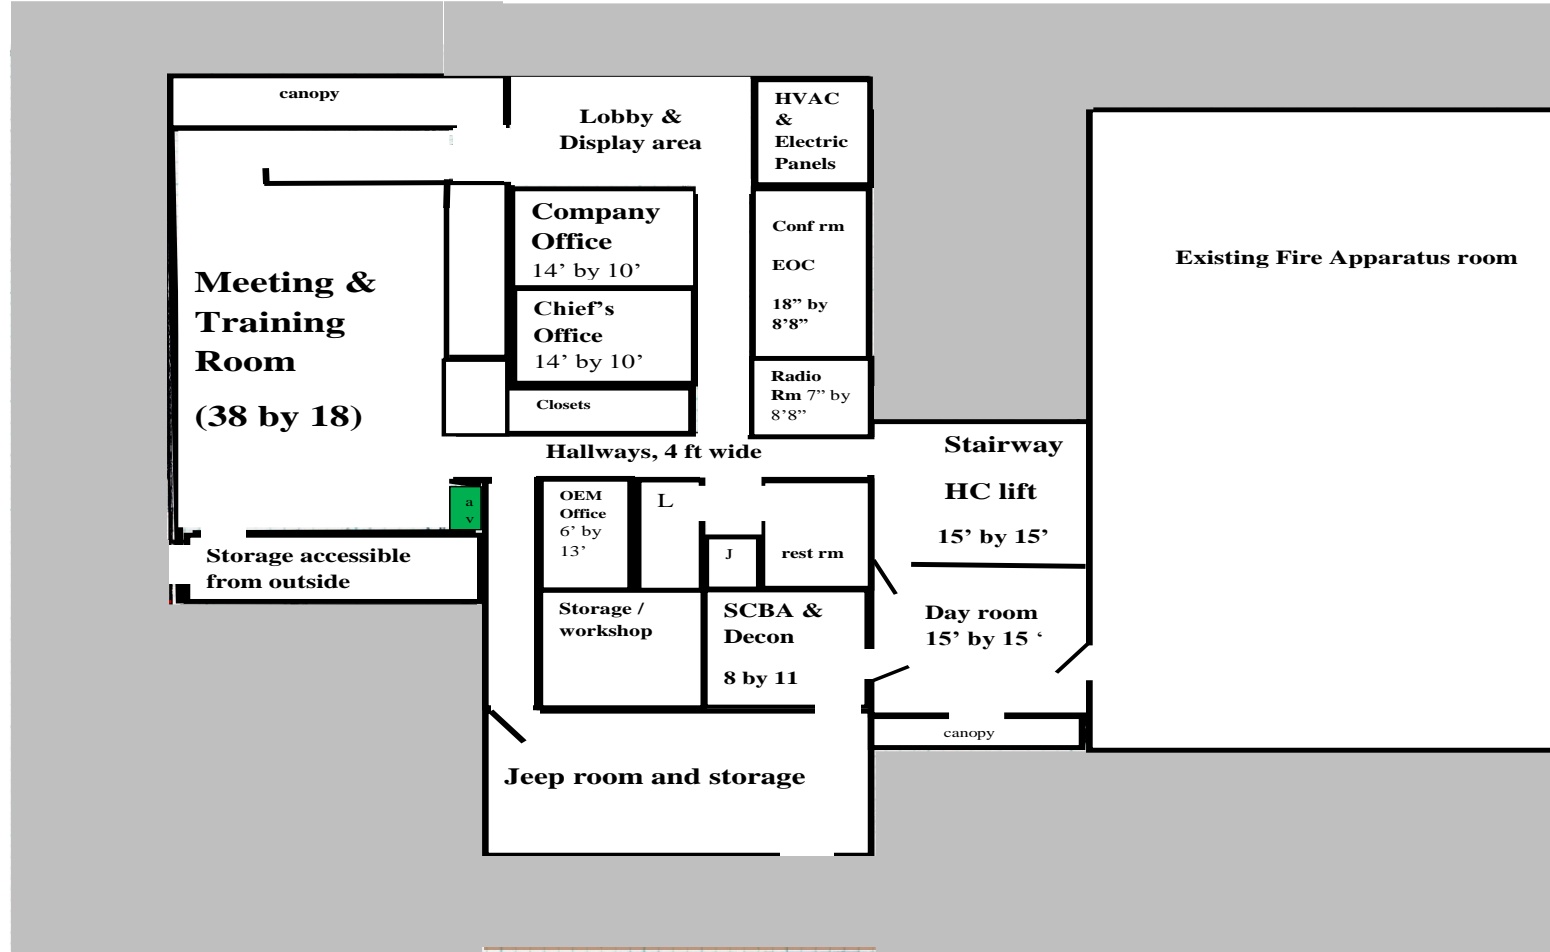 canopy
Lobby &
Display area
HVAC
&
Electric
Panels
Company
Office
14’ by 10’
Chief’s
Office
14’ by 10’
Closets
Conf rm
EOC
18” by
8’8”
Radio
Rm 7” by
8’8”
Existing Fire Apparatus room
Meeting &
Training
Room
(38 by 18)
Hallways, 4 ft wide
Stairway
HC lift
15’ by 15’
a
v
OEM
Office
6’ by
13’
L
J
rest rm
Storage accessible
from outside
Storage /
workshop
SCBA &
Decon
8 by 11
Day room
15’ by 15 ‘
canopy
Jeep room and storage